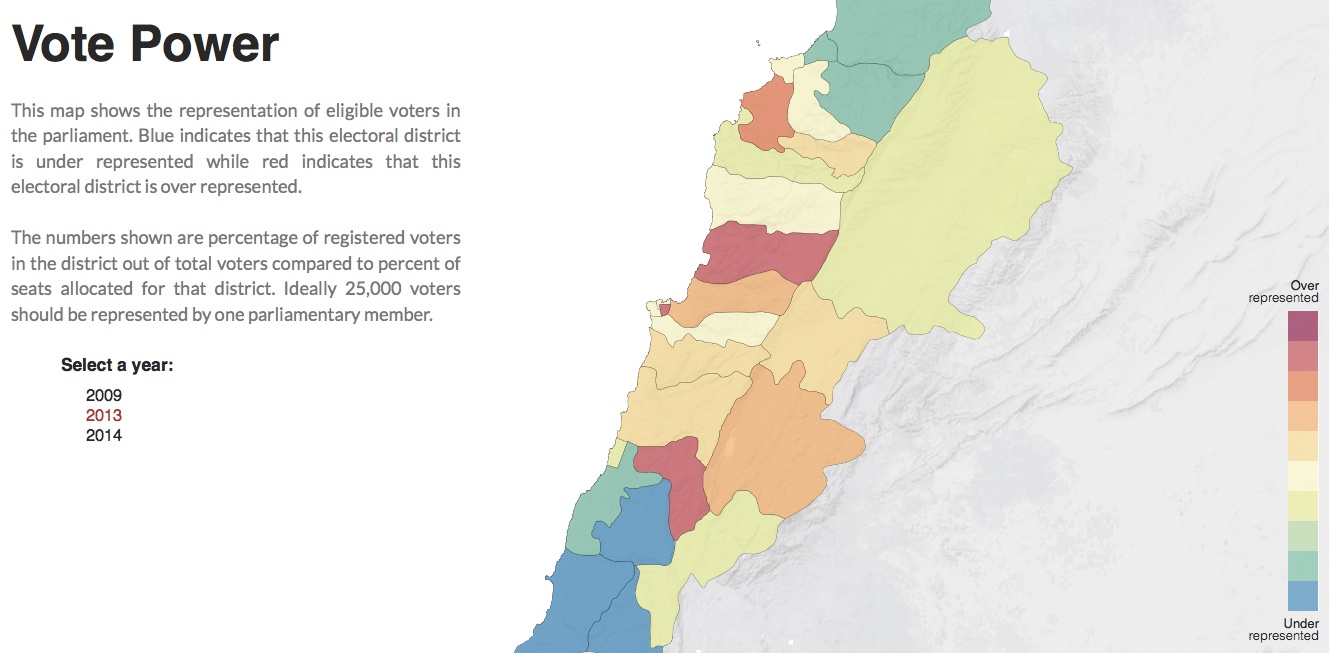 Vote Power
This map shows the representation of eligible voters in
the parliament. Blue indicates that this electoral district
is under represented while red indicates that this
electoral district is over represented.
The numbers shown are percentage of registered voters
in the district out of total voters compared to percent of
seats allocated for that district. Ideally 25,000 voters
should be represented by one parliamentary member.
Select a year:
2009
2013
2014
Over
represented
Under
represented